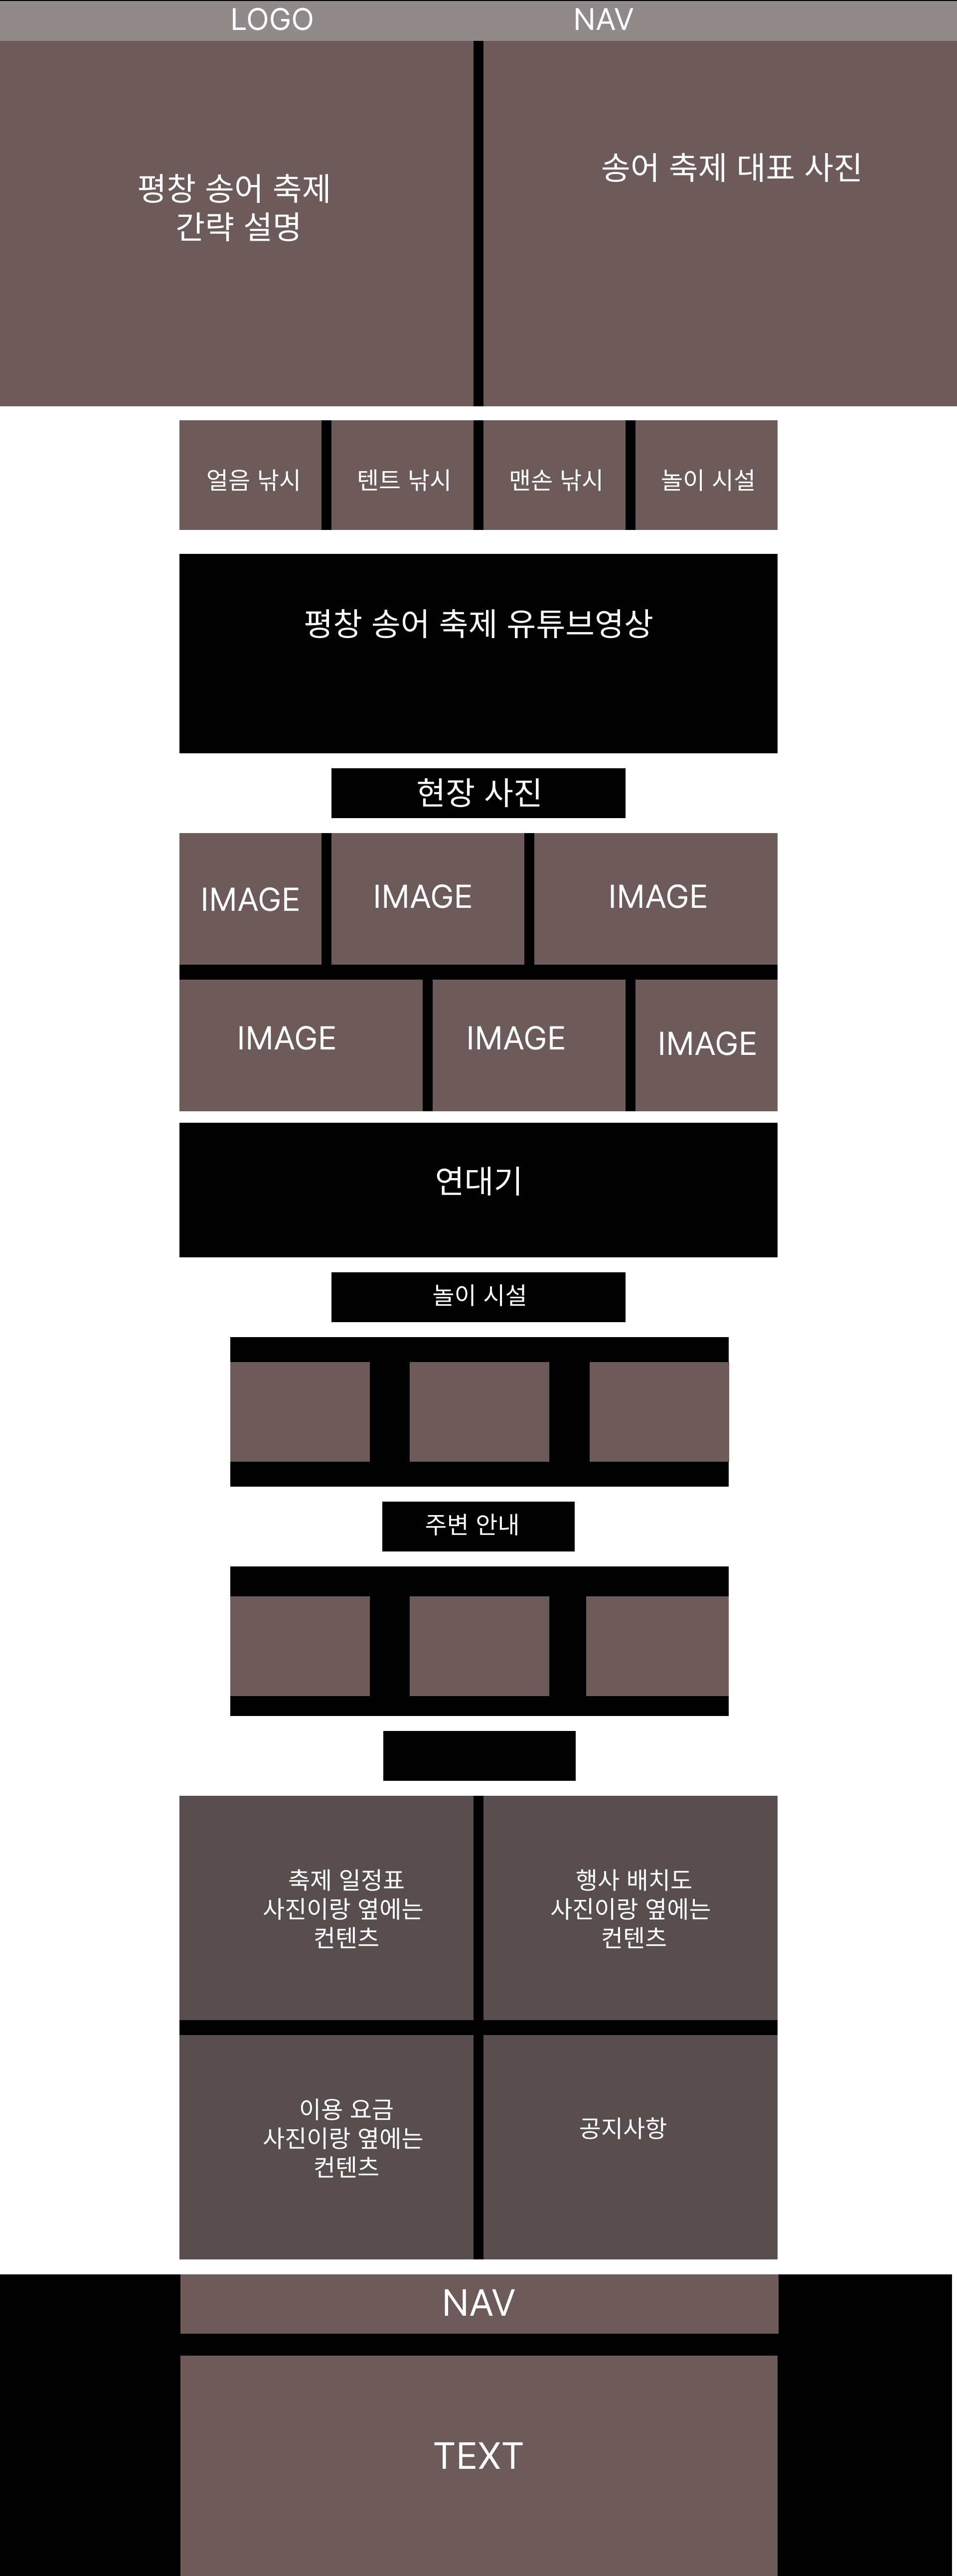 LOGO
NAV
평창 송어 축제
간략 설명
송어 축제 대표 사진
얼음 낚시
텐트 낚시
맨손 낚시
놀이 시설
평창 송어 축제 유튜브영상
현장 사진
IMAGE
IMAGE
IMAGE
IMAGE
IMAGE
IMAGE
연대기
놀이 시설
주변 안내
축제 일정표
사진이랑 옆에는
컨텐츠
행사 배치도
사진이랑 옆에는
컨텐츠
이용 요금
사진이랑 옆에는
컨텐츠
공지사항
NAV
TEXT